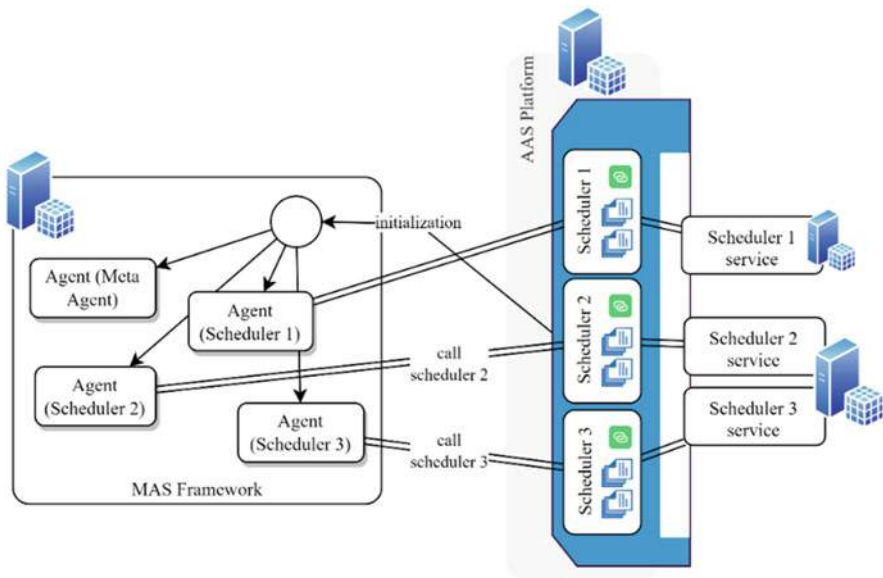 AAS Platform
Scheduler 1
Scheduler 2
Scheduler 3
initialization
Agent (Meta
Agent)
Agent
(Scheduler 1)
Agent
(Scheduler 2)
Agent
(Scheduler 3)
MAS Framework
call
scheduler 2
call
scheduler 3
Scheduler 1
service
Scheduler 2
service
Scheduler 3
service